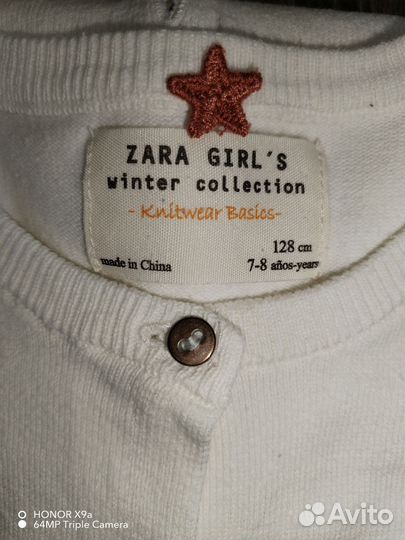 ZARA GIRL'S
winter collection
- Knitwear Basics-
128 cm
made in China
7-8 años-years
HONOR X9a
64MP Triple Camera
Avito